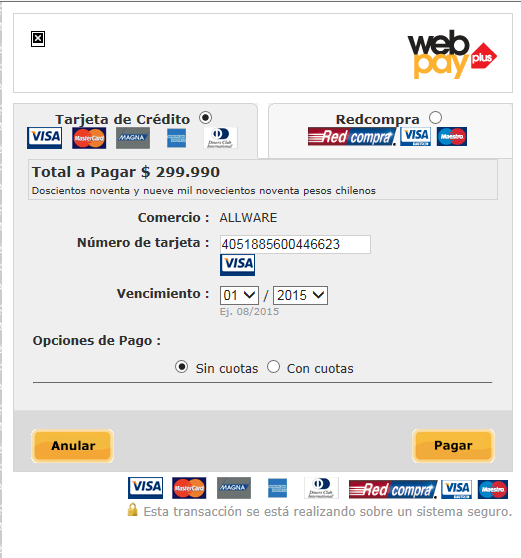 web
pay plus
Tarjeta de Crédito
Redcompra
VISA MasterCard MAGNA Diners Club International
Red compra. VISA Maestro
Total a Pagar $ 299.990
Doscientos noventa y nueve mil novecientos noventa pesos chilenos
Comercio : ALLWARE
Número de tarjeta : 4051885600446623
VISA
Vencimiento : 01 / 2015
Ej. 08/2015
Opciones de Pago :
Sin cuotas Con cuotas
Anular Pagar
VISA MasterCard MAGNA Diners Club International Red compra. VISA Maestro
Esta transacción se está realizando sobre un sistema seguro.